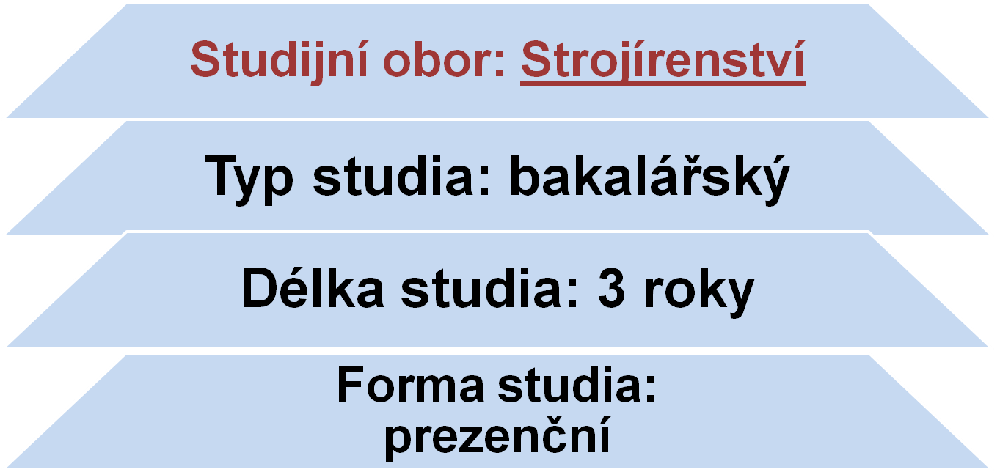 Studijní obor: Strojírenství
Typ studia: bakalářský
Délka studia: 3 roky
Forma studia:
prezenční